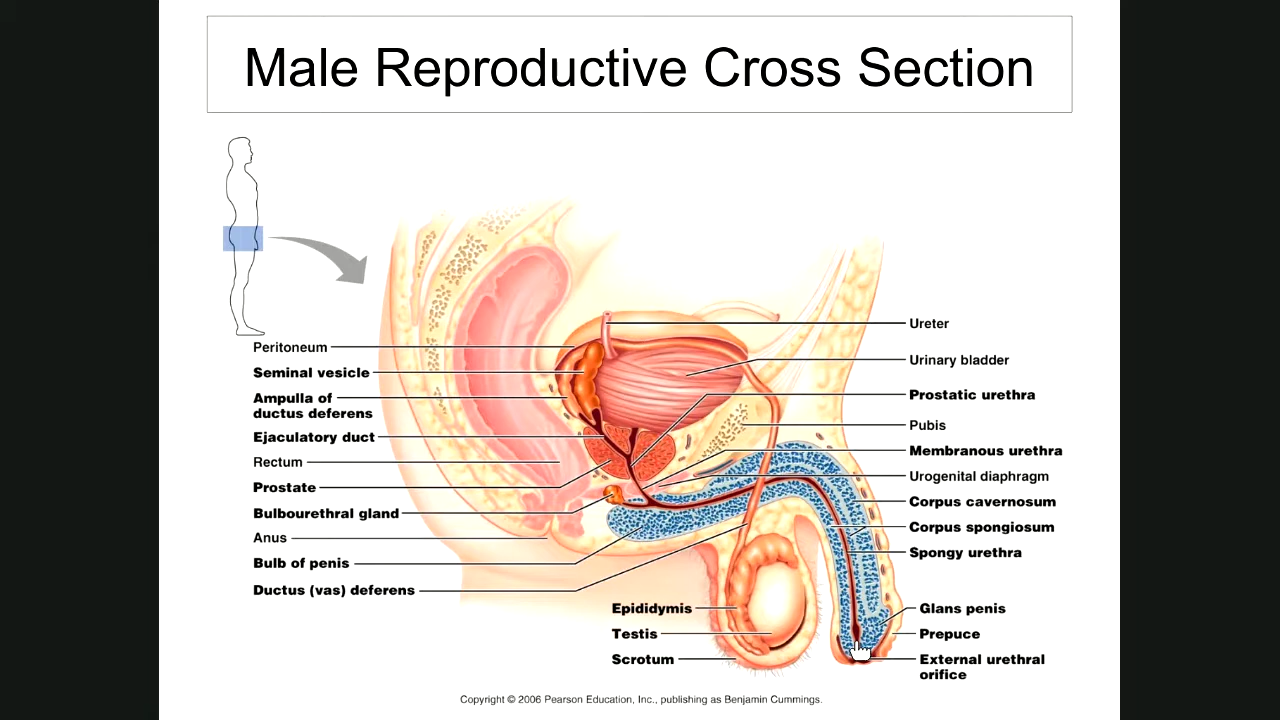 Male Reproductive Cross Section
Peritoneum
Seminal vesicle
Ampulla of
ductus deferens
Ejaculatory duct
Rectum
Prostate
Bulbourethral gland
Anus
Bulb of penis
Ductus (vas) deferens
Epididymis
Testis
Scrotum
Ureter
Urinary bladder
Prostatic urethra
Pubis
Membranous urethra
Urogenital diaphragm
Corpus cavernosum
Corpus spongiosum
Spongy urethra
Glans penis
Prepuce
External urethral
orifice
Copyright © 2006 Pearson Education, Inc., publishing as Benjamin Cummings.